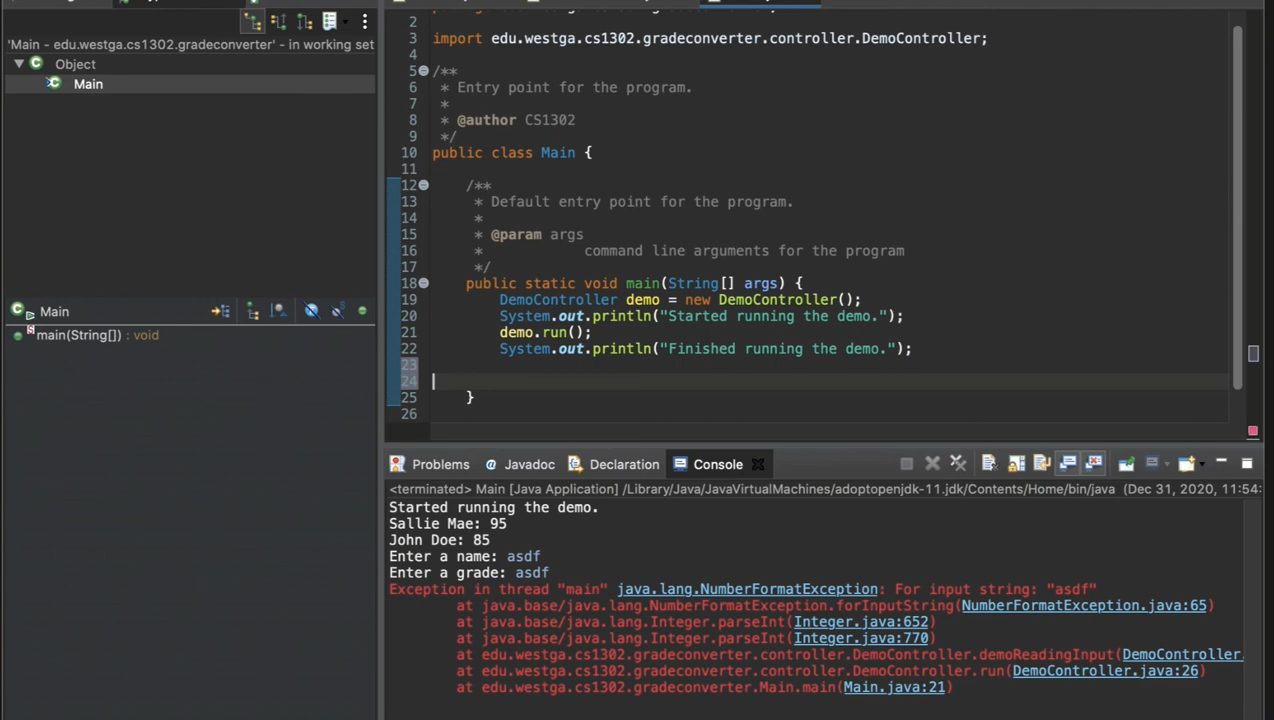 'Main - edu.westga.cs1302.gradeconverter' - in working set
Object
Main
Main
main(String[]) : void
2
3 import edu.westga.cs1302.gradeconverter.controller.DemoController;
4
5 /**
6 * Entry point for the program.
7 *
8 * @author CS1302
9 */
10 public class Main {
11
12 /**
13 * Default entry point for the program.
14 *
15 * @param args
16 * command line arguments for the program
17 */
18 public static void main(String[] args) {
19 DemoController demo = new DemoController();
20 System.out.println("Started running the demo.");
21 demo.run();
22 System.out.println("Finished running the demo.");
23
24
25 }
26
Problems @ Javadoc Declaration Console
<terminated> Main [Java Application] /Library/Java/JavaVirtualMachines/adoptopenjdk-11.jdk/Contents/Home/bin/java (Dec 31, 2020, 11:54:
Started running the demo.
Sallie Mae: 95
John Doe: 85
Enter a name: asdf
Enter a grade: asdf
Exception in thread "main" java.lang.NumberFormatException: For input string: "asdf"
at java.base/java.lang.NumberFormatException.forInputString(NumberFormatException.java:65)
at java.base/java.lang.Integer.parseInt(Integer.java:652)
at java.base/java.lang.Integer.parseInt(Integer.java:770)
at edu.westga.cs1302.gradeconverter.controller.DemoController.demoReadingInput(DemoController.
at edu.westga.cs1302.gradeconverter.controller.DemoController.run(DemoController.java:26)
at edu.westga.cs1302.gradeconverter.Main.main(Main.java:21)